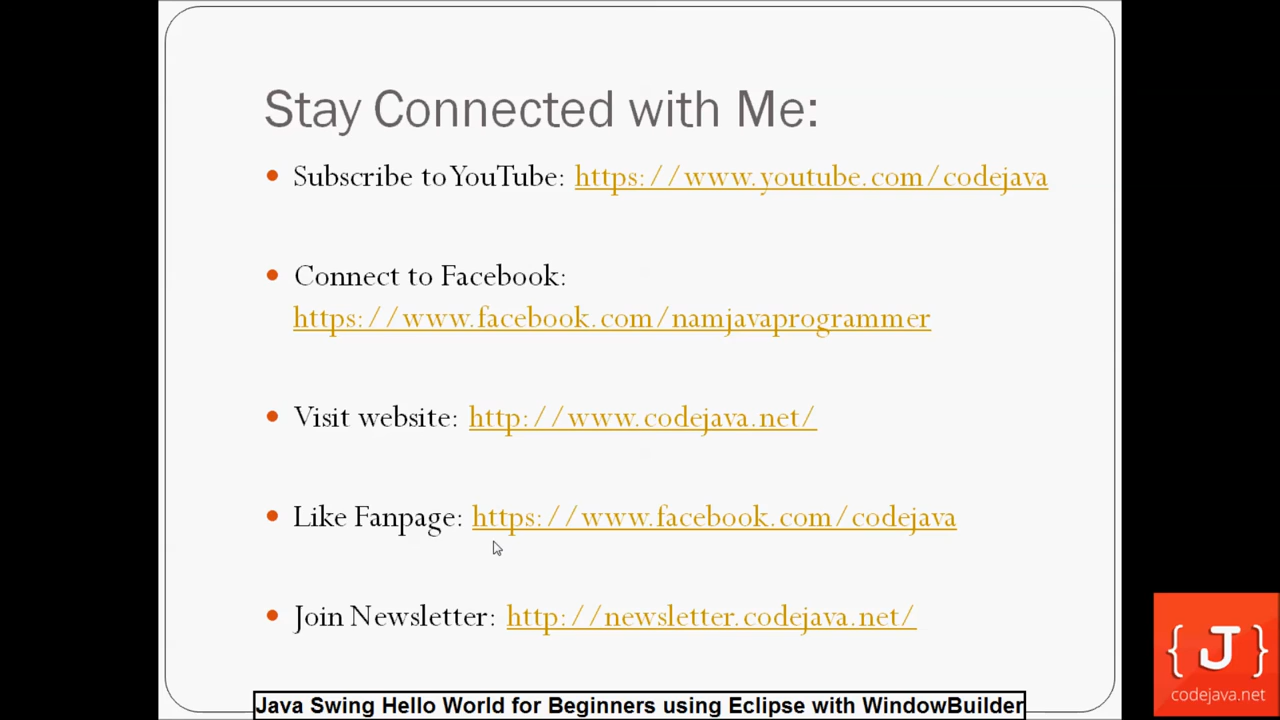 Stay Connected with Me:
Subscribe to YouTube: https://www.youtube.com/codejava
Connect to Facebook:
https://www.facebook.com/namjavaprogrammer
Visit website: http://www.codejava.net/
Like Fanpage: https://www.facebook.com/codejava
Join Newsletter: http://newsletter.codejava.net/
{ J }
codejava.net
Java Swing Hello World for Beginners using Eclipse with WindowBuilder